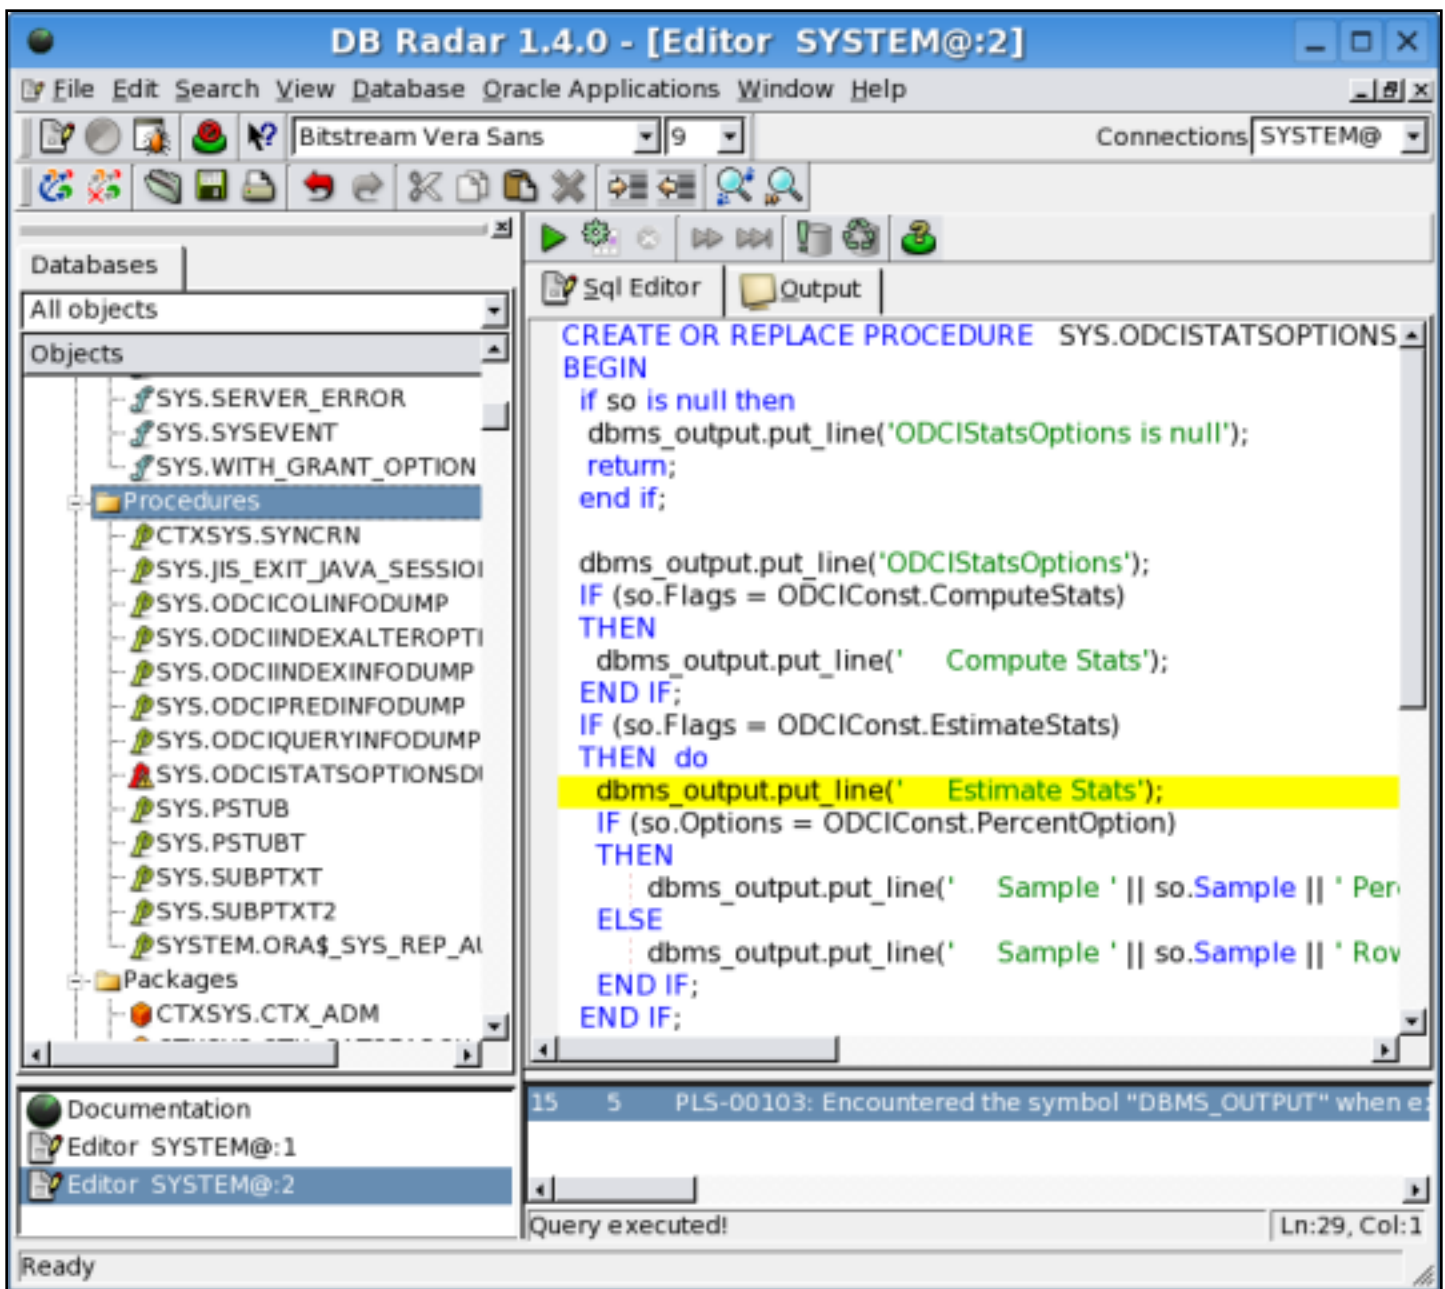 DB Radar 1.4.0 - [Editor SYSTEM@:2]
File Edit Search View Database Oracle Applications Window Help
Bitstream Vera Sans 9 Connections SYSTEM@
Databases
All objects
Objects
SYS.SERVER_ERROR
SYS.SYSEVENT
SYS.WITH_GRANT_OPTION
Procedures
CTXSYS.SYNCRN
SYS.JIS_EXIT_JAVA_SESSIO
SYS.ODCICOLINFODUMP
SYS.ODCIINDEXALTEROPTI
SYS.ODCIINDEXINFODUMP
SYS.ODCIPREDINFODUMP
SYS.ODCIQUERYINFODUMP
SYS.ODCISTATSOPTIONSD
SYS.PSTUB
SYS.PSTUBT
SYS.SUBPTXT
SYS.SUBPTXT2
SYSTEM.ORA$_SYS_REP_AU
Packages
CTXSYS.CTX_ADM
Documentation
Editor SYSTEM@:1
Editor SYSTEM@:2
Sql Editor Output
CREATE OR REPLACE PROCEDURE SYS.ODCISTATSOPTIONS
BEGIN
if so is null then
dbms_output.put_line('ODCIStatsOptions is null');
return;
end if;
dbms_output.put_line('ODCIStatsOptions');
IF (so.Flags = ODCIConst.ComputeStats)
THEN
dbms_output.put_line('     Compute Stats');
END IF;
IF (so.Flags = ODCIConst.EstimateStats)
THEN do
dbms_output.put_line('     Estimate Stats');
IF (so.Options = ODCIConst.PercentOption)
THEN
dbms_output.put_line('     Sample ' || so.Sample || ' Per
ELSE
dbms_output.put_line('     Sample ' || so.Sample || ' Row
END IF;
END IF;
15 5 PLS-00103: Encountered the symbol "DBMS_OUTPUT" when e
Query executed! Ln:29, Col:1
Ready